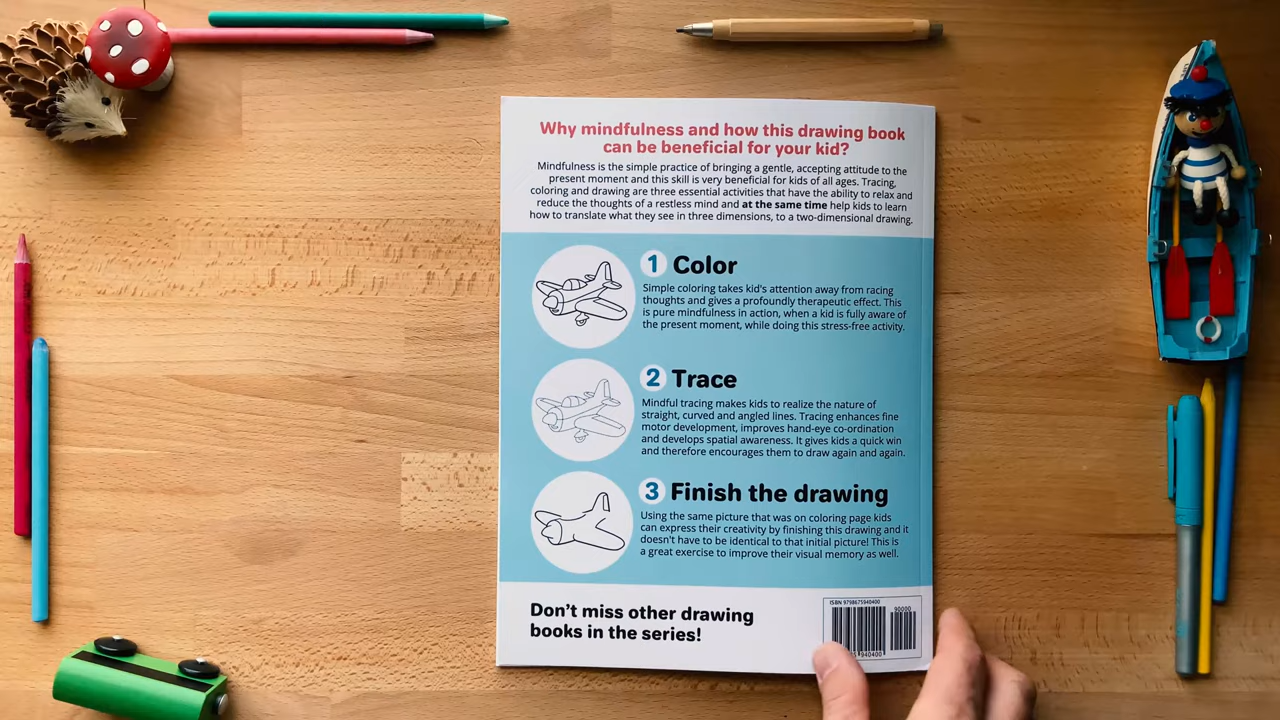 Why mindfulness and how this drawing book
can be beneficial for your kid?
Mindfulness is the simple practice of bringing a gentle, accepting attitude to the
present moment and this skill is very beneficial for kids of all ages. Tracing,
coloring and drawing are three essential activities that have the ability to relax and
reduce the thoughts of a restless mind and at the same time help kids to learn
how to translate what they see in three dimensions, to a two-dimensional drawing.
1 Color
Simple coloring takes kid's attention away from racing
thoughts and gives a profoundly therapeutic effect. This
is pure mindfulness in action, when a kid is fully aware of
the present moment, while doing this stress-free activity.
2 Trace
Mindful tracing makes kids to realize the nature of
straight, curved and angled lines. Tracing enhances fine
motor development, improves hand-eye co-ordination
and develops spatial awareness. It gives kids a quick win
and therefore encourages them to draw again and again.
3 Finish the drawing
Using the same picture that was on coloring page kids
can express their creativity by finishing this drawing and it
doesn't have to be identical to that initial picture! This is
a great exercise to improve their visual memory as well.
Don't miss other drawing
books in the series!
ISBN 9798675940400
90000
940400